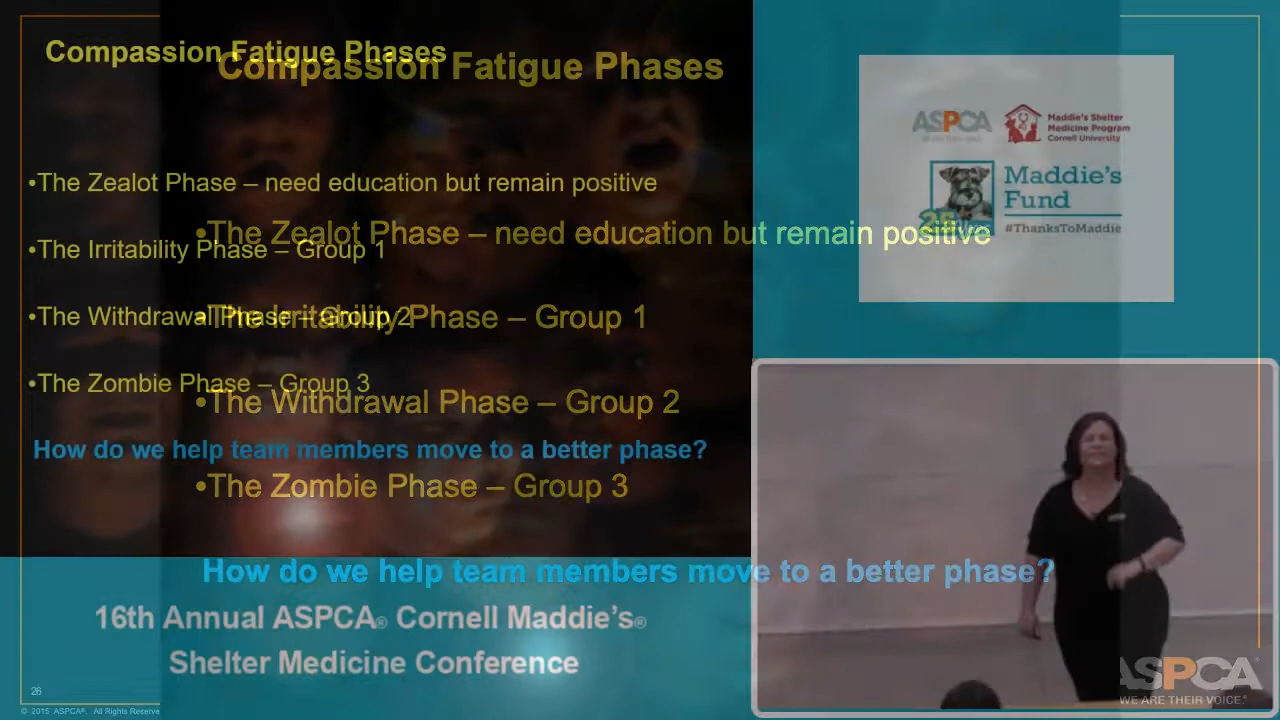 Compassion Fatigue Phases
•The Zealot Phase – need education but remain positive
•The Irritability Phase – Group 1
•The Withdrawal Phase – Group 2
•The Zombie Phase – Group 3
How do we help team members move to a better phase?
Compassion Fatigue Phases
•The Zealot Phase – need education but remain positive
•The Irritability Phase – Group 1
•The Withdrawal Phase – Group 2
•The Zombie Phase – Group 3
How do we help team members move to a better phase?
16th Annual ASPCA® Cornell Maddie's®
Shelter Medicine Conference
26
© 2015 ASPCA®. All Rights Reserve
ASPCA
Maddie's Shelter
Medicine Program
Cornell University
Maddie's
Fund
#ThanksToMaddie
ASPCA®
WE ARE THEIR VOICE.®